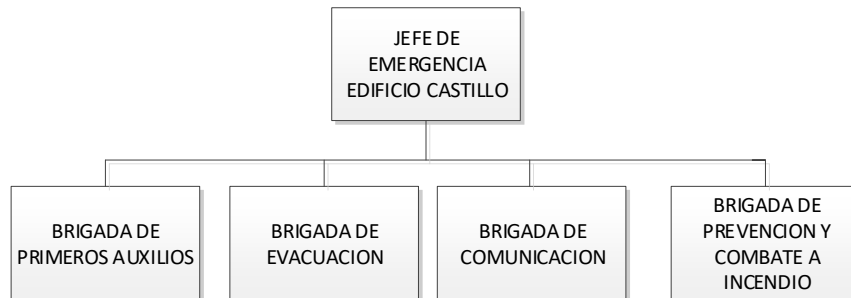 JEFE DE
EMERGENCIA
EDIFICIO CASTILLO
BRIGADA DE
PRIMEROS AUXILIOS
BRIGADA DE
EVACUACION
BRIGADA DE
COMUNICACION
BRIGADA DE
PREVENCION Y
COMBATE A
INCENDIO